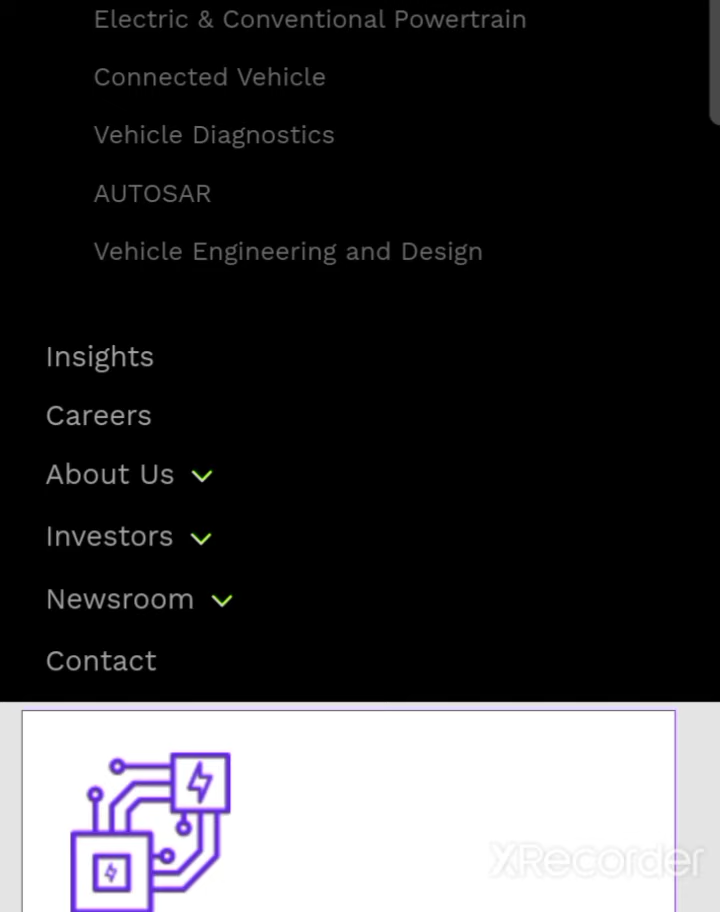 Electric & Conventional Powertrain
Connected Vehicle
Vehicle Diagnostics
AUTOSAR
Vehicle Engineering and Design
Insights
Careers
About Us
Investors
Newsroom
Contact
XRecorder